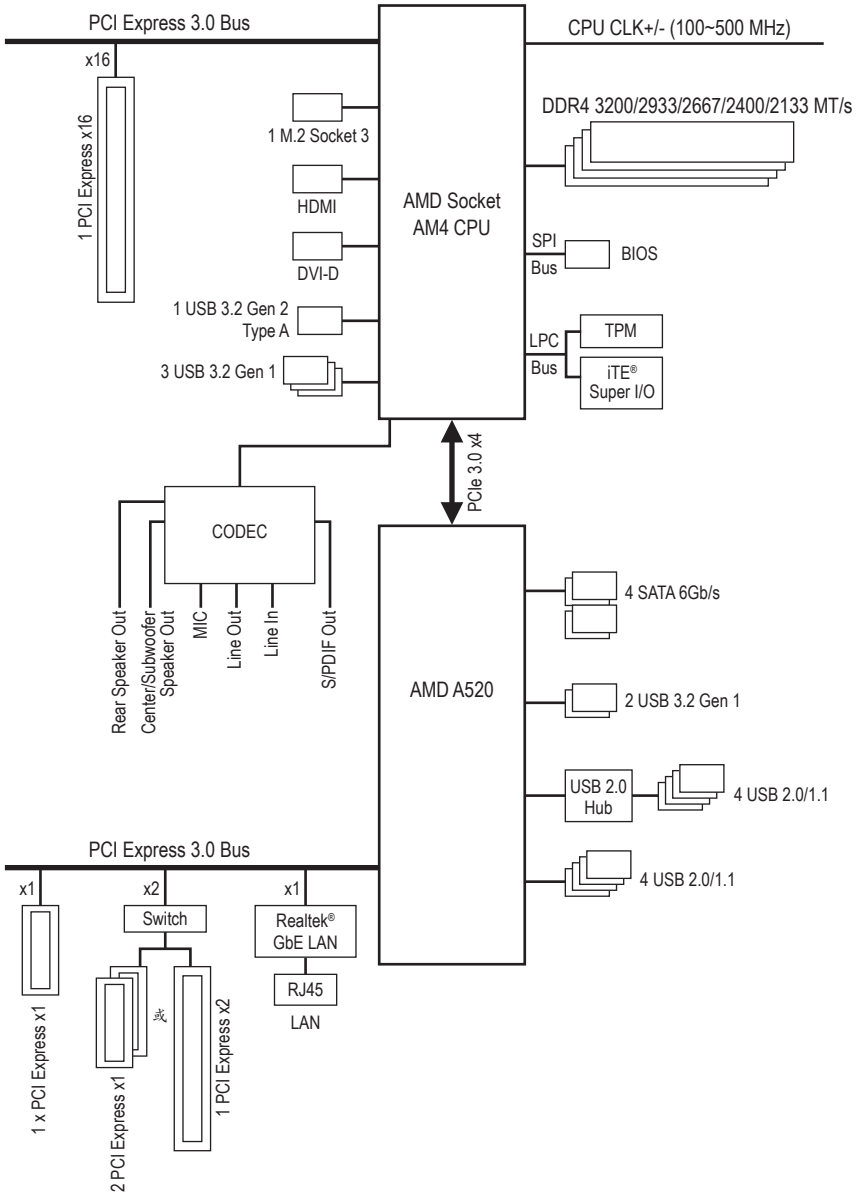 PCI Express 3.0 Bus
CPU CLK+/- (100~500 MHz)
x16
1 PCI Express x16
1 M.2 Socket 3
HDMI
DVI-D
1 USB 3.2 Gen 2
Type A
3 USB 3.2 Gen 1
AMD Socket
AM4 CPU
DDR4 3200/2933/2667/2400/2133 MT/s
SPI
Bus
BIOS
LPC
Bus
TPM
iTE®
Super I/O
PCIe 3.0 x4
CODEC
Rear Speaker Out
Center/Subwoofer
Speaker Out
MIC
Line Out
Line In
S/PDIF Out
AMD A520
4 SATA 6Gb/s
2 USB 3.2 Gen 1
USB 2.0
Hub
4 USB 2.0/1.1
4 USB 2.0/1.1
PCI Express 3.0 Bus
x1
x2
x1
Switch
Realtek®
GbE LAN
RJ45
LAN
1 x PCI Express x1
2 PCI Express x1
或
1 PCI Express x2